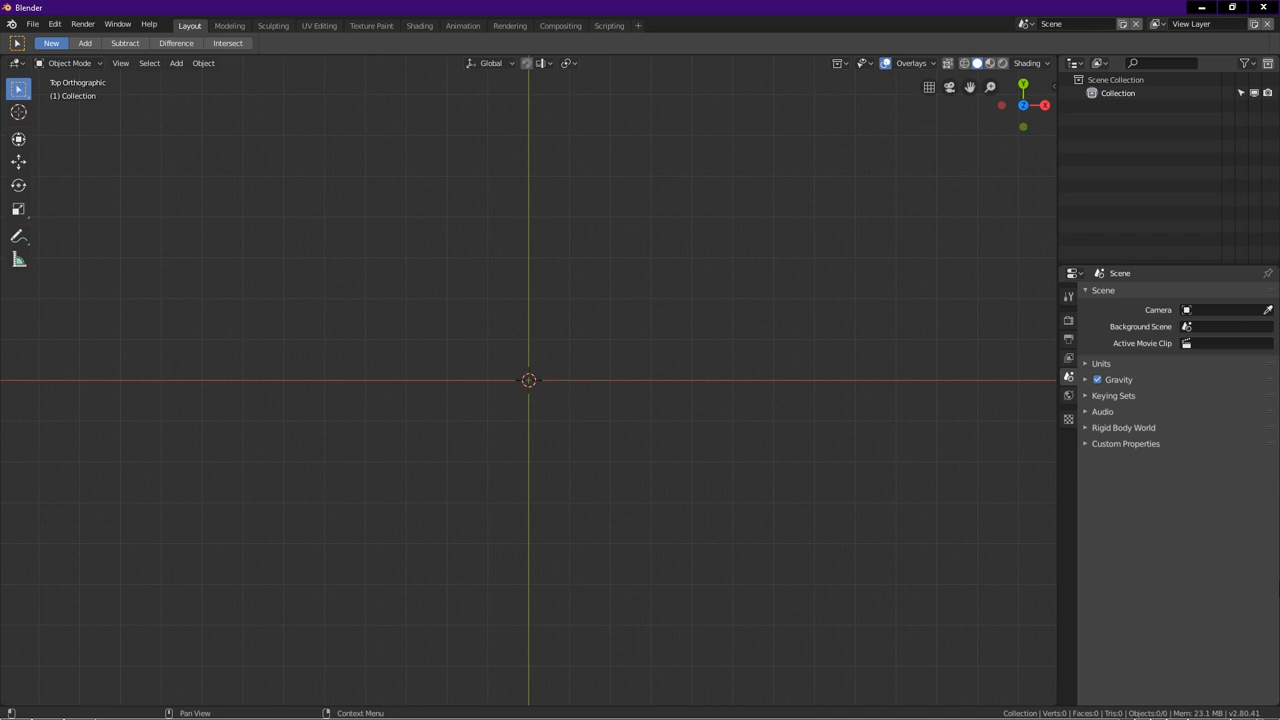 Blender
File Edit Render Window Help Layout Modeling Sculpting UV Editing Texture Paint Shading Animation Rendering Compositing Scripting + Scene View Layer
New Add Subtract Difference Intersect
Object Mode View Select Add Object Global Overlays Shading
Top Orthographic
(1) Collection
Y
Z X
Scene Collection
Collection
Scene
Scene
Camera
Background Scene
Active Movie Clip
Units
Gravity
Keying Sets
Audio
Rigid Body World
Custom Properties
Pan View Context Menu Collection | Verts:0 | Faces:0 | Tris:0 | Objects:0/0 | Mem: 23.1 MB | v2.80.41